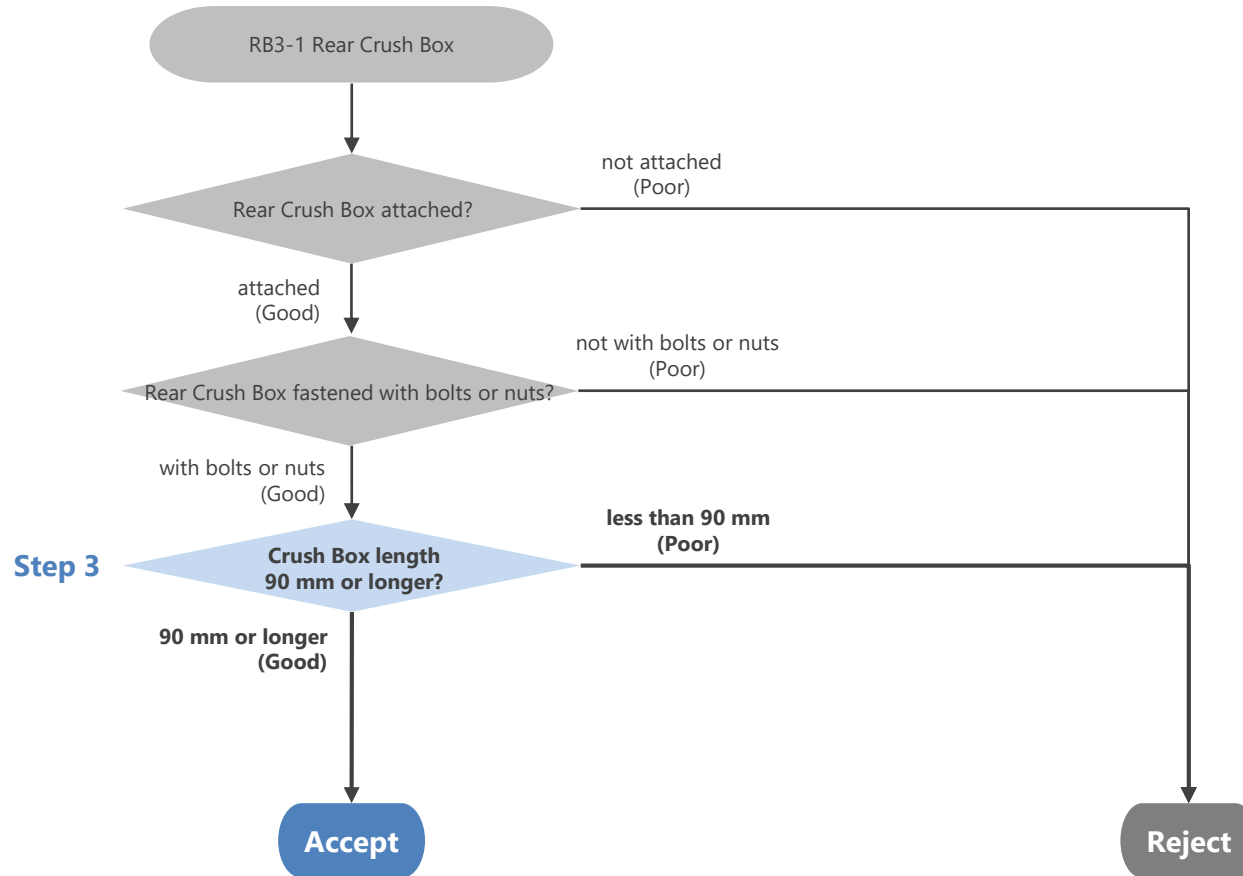 RB3-1 Rear Crush Box
not attached
(Poor)
Rear Crush Box attached?
attached
(Good)
not with bolts or nuts
(Poor)
Rear Crush Box fastened with bolts or nuts?
with bolts or nuts
(Good)
less than 90 mm
(Poor)
Step 3
Crush Box length
90 mm or longer?
90 mm or longer
(Good)
Accept
Reject